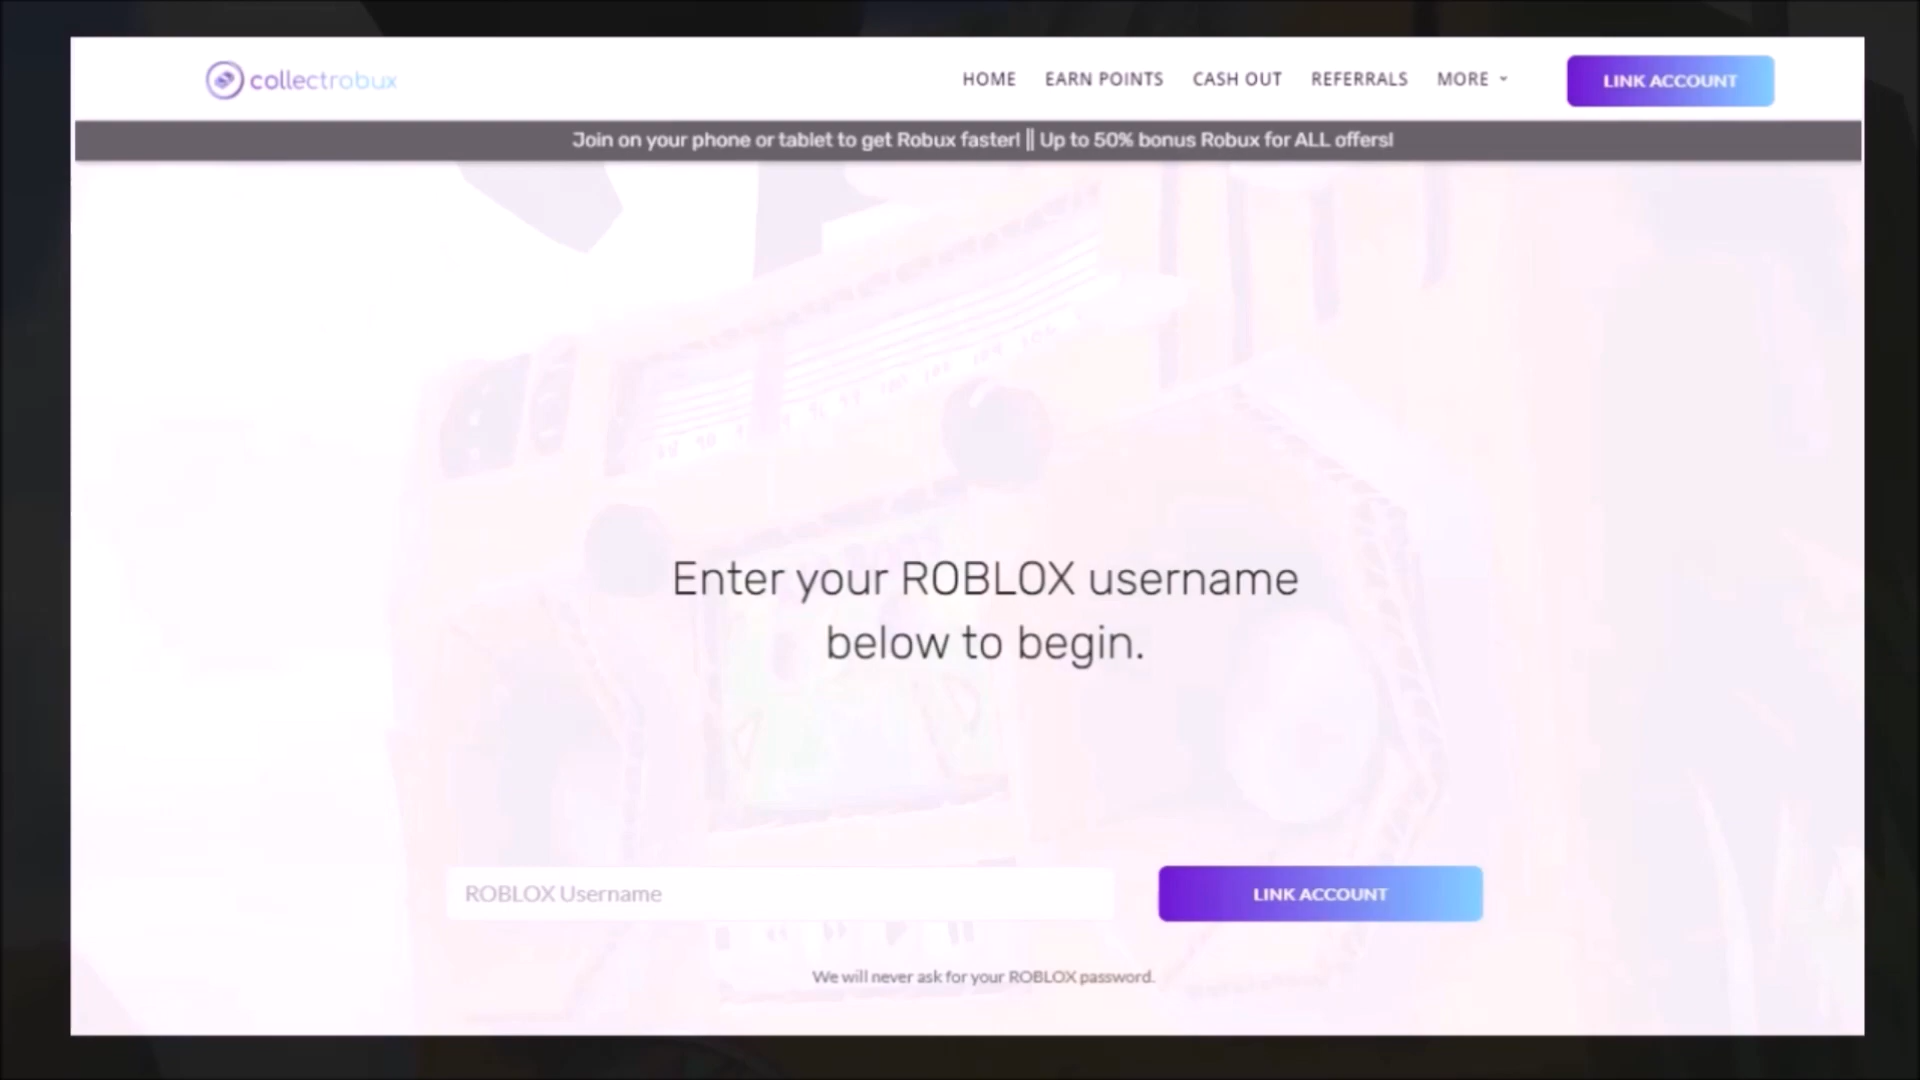 collectrobux
HOME EARN POINTS CASH OUT REFERRALS MORE LINK ACCOUNT
Join on your phone or tablet to get Robux faster! || Up to 50% bonus Robux for ALL offers!
Enter your ROBLOX username
below to begin.
ROBLOX Username LINK ACCOUNT
We will never ask for your ROBLOX password.